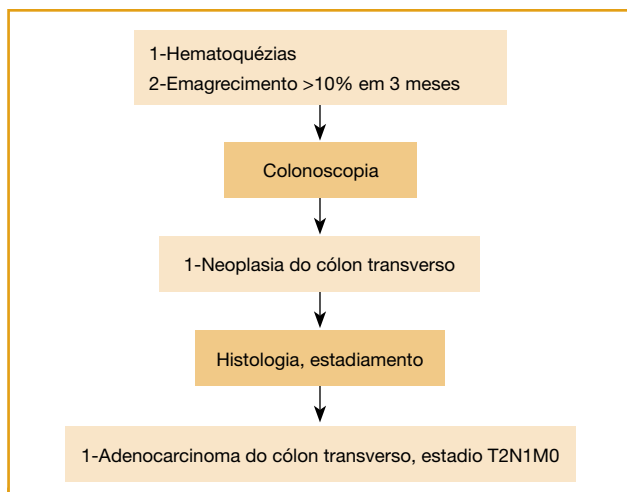 1-Hematoquézias
2-Emagrecimento >10% em 3 meses
Colonoscopia
1-Neoplasia do cólon transverso
Histologia, estadiamento
1-Adenocarcinoma do cólon transverso, estadio T2N1M0